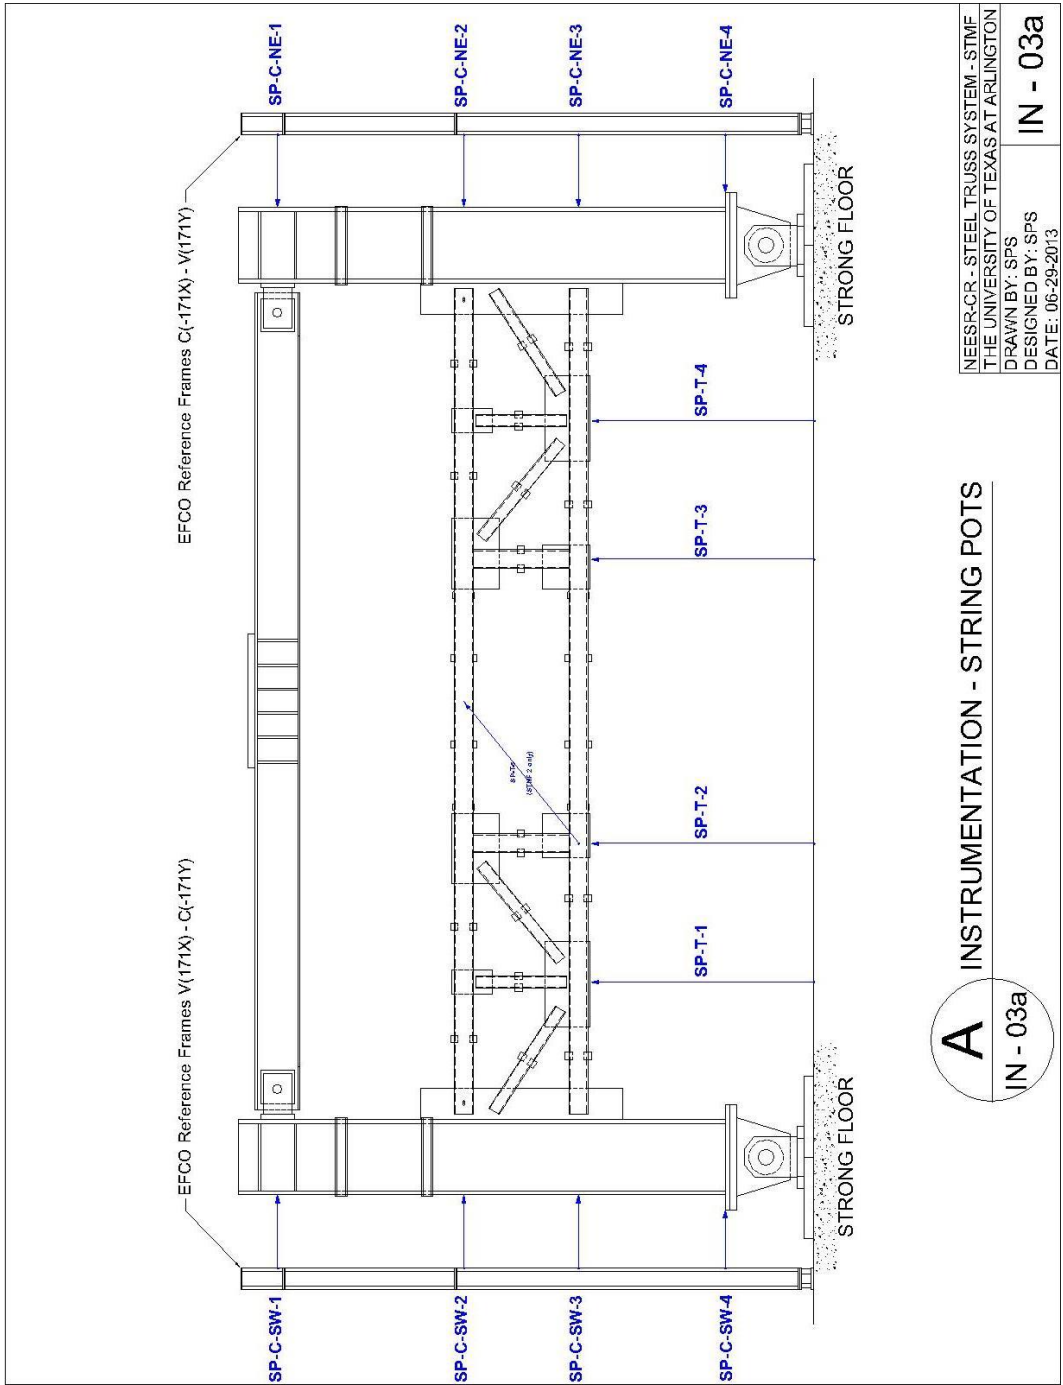 EFCO Reference Frames V(171X) - C(-171Y)
EFCO Reference Frames C(-171X) - V(171Y)
SP-C-SW-1
SP-C-NE-1
SP-C-SW-2
SP-C-NE-2
(STMF 2 only)
SP-C-SW-3
SP-C-NE-3
SP-T-1
SP-T-2
SP-T-3
SP-T-4
SP-C-SW-4
SP-C-NE-4
STRONG FLOOR
STRONG FLOOR
A
IN - 03a
INSTRUMENTATION - STRING POTS
NEESR-CR - STEEL TRUSS SYSTEM - STMF
THE UNIVERSITY OF TEXAS AT ARLINGTON
DRAWN BY: SPS
DESIGNED BY: SPS
DATE: 06-29-2013
IN - 03a